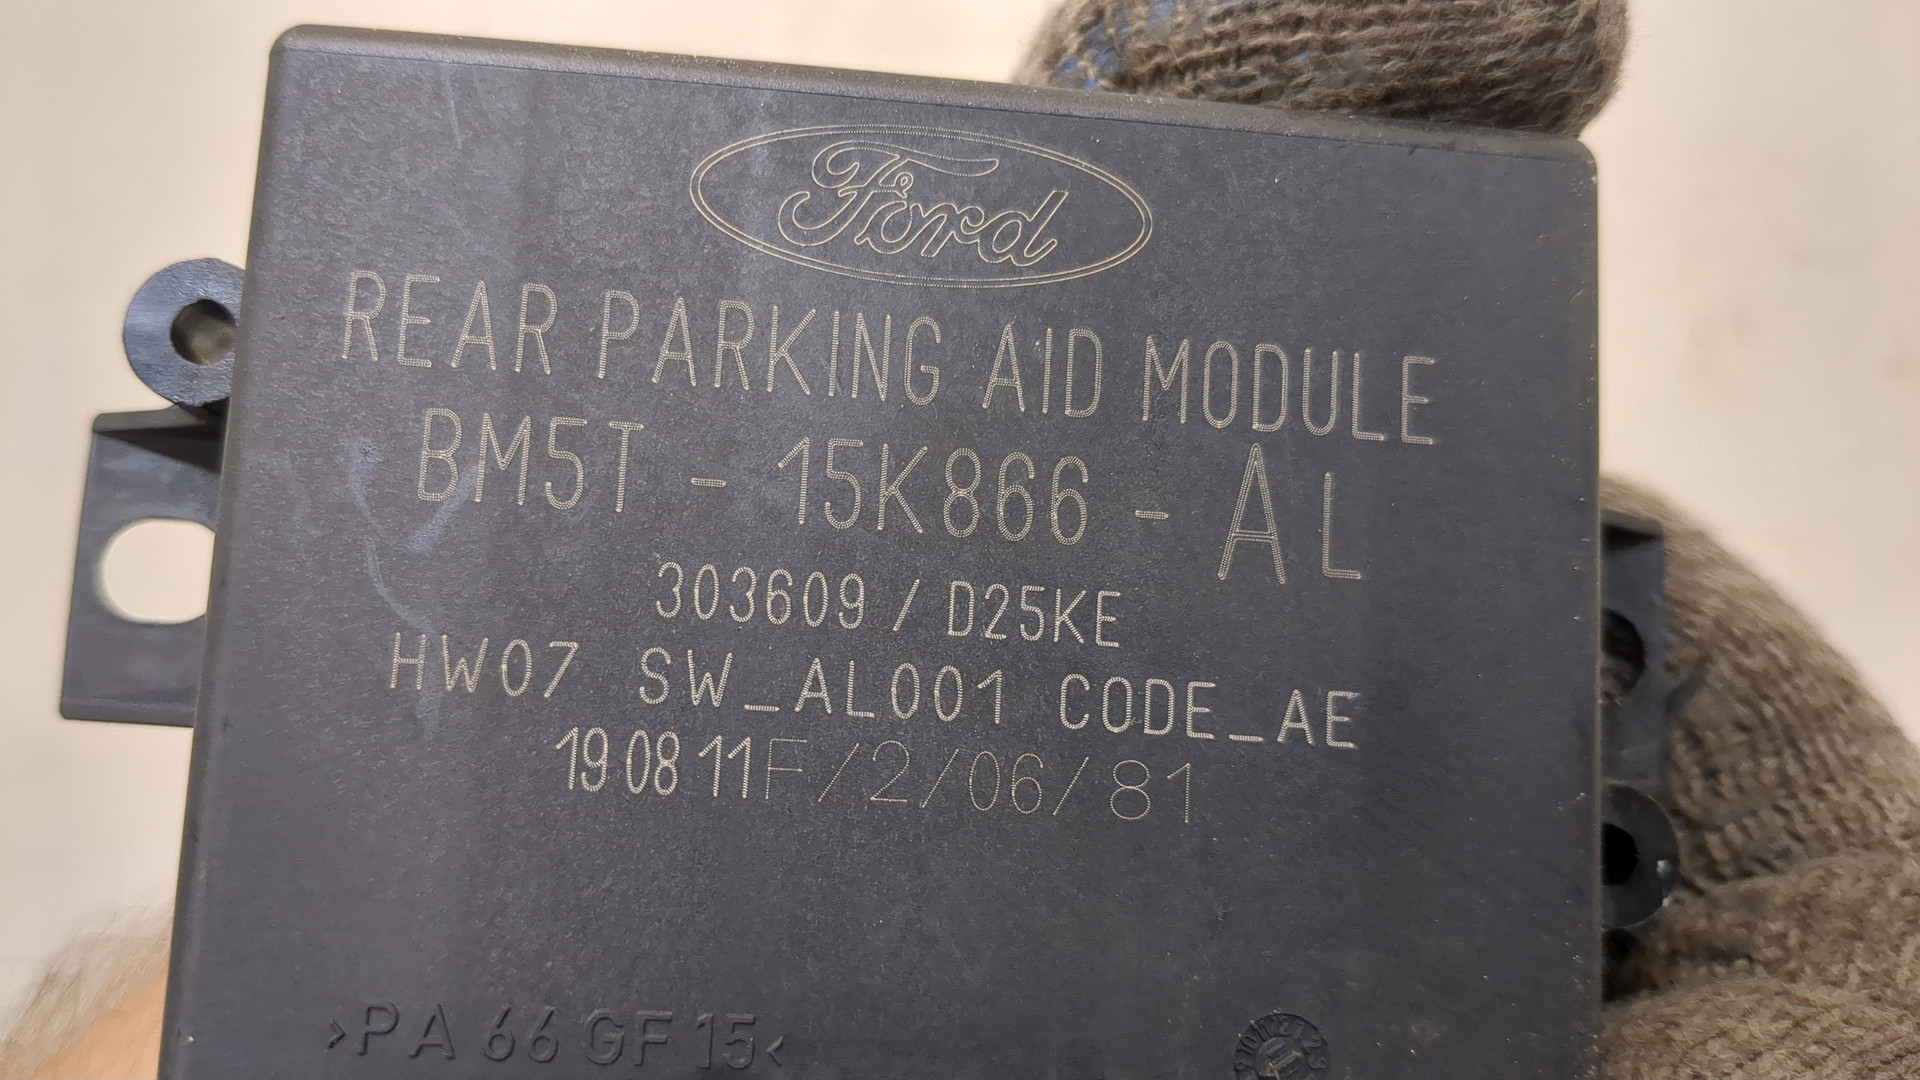 Ford
REAR PARKING AID MODULE
BM5T - 15K866 - AL
303609 / D25KE
HW07 SW_AL001 CODE_AE
19 08 11F/2/06/81
>PA 66 GF 15<